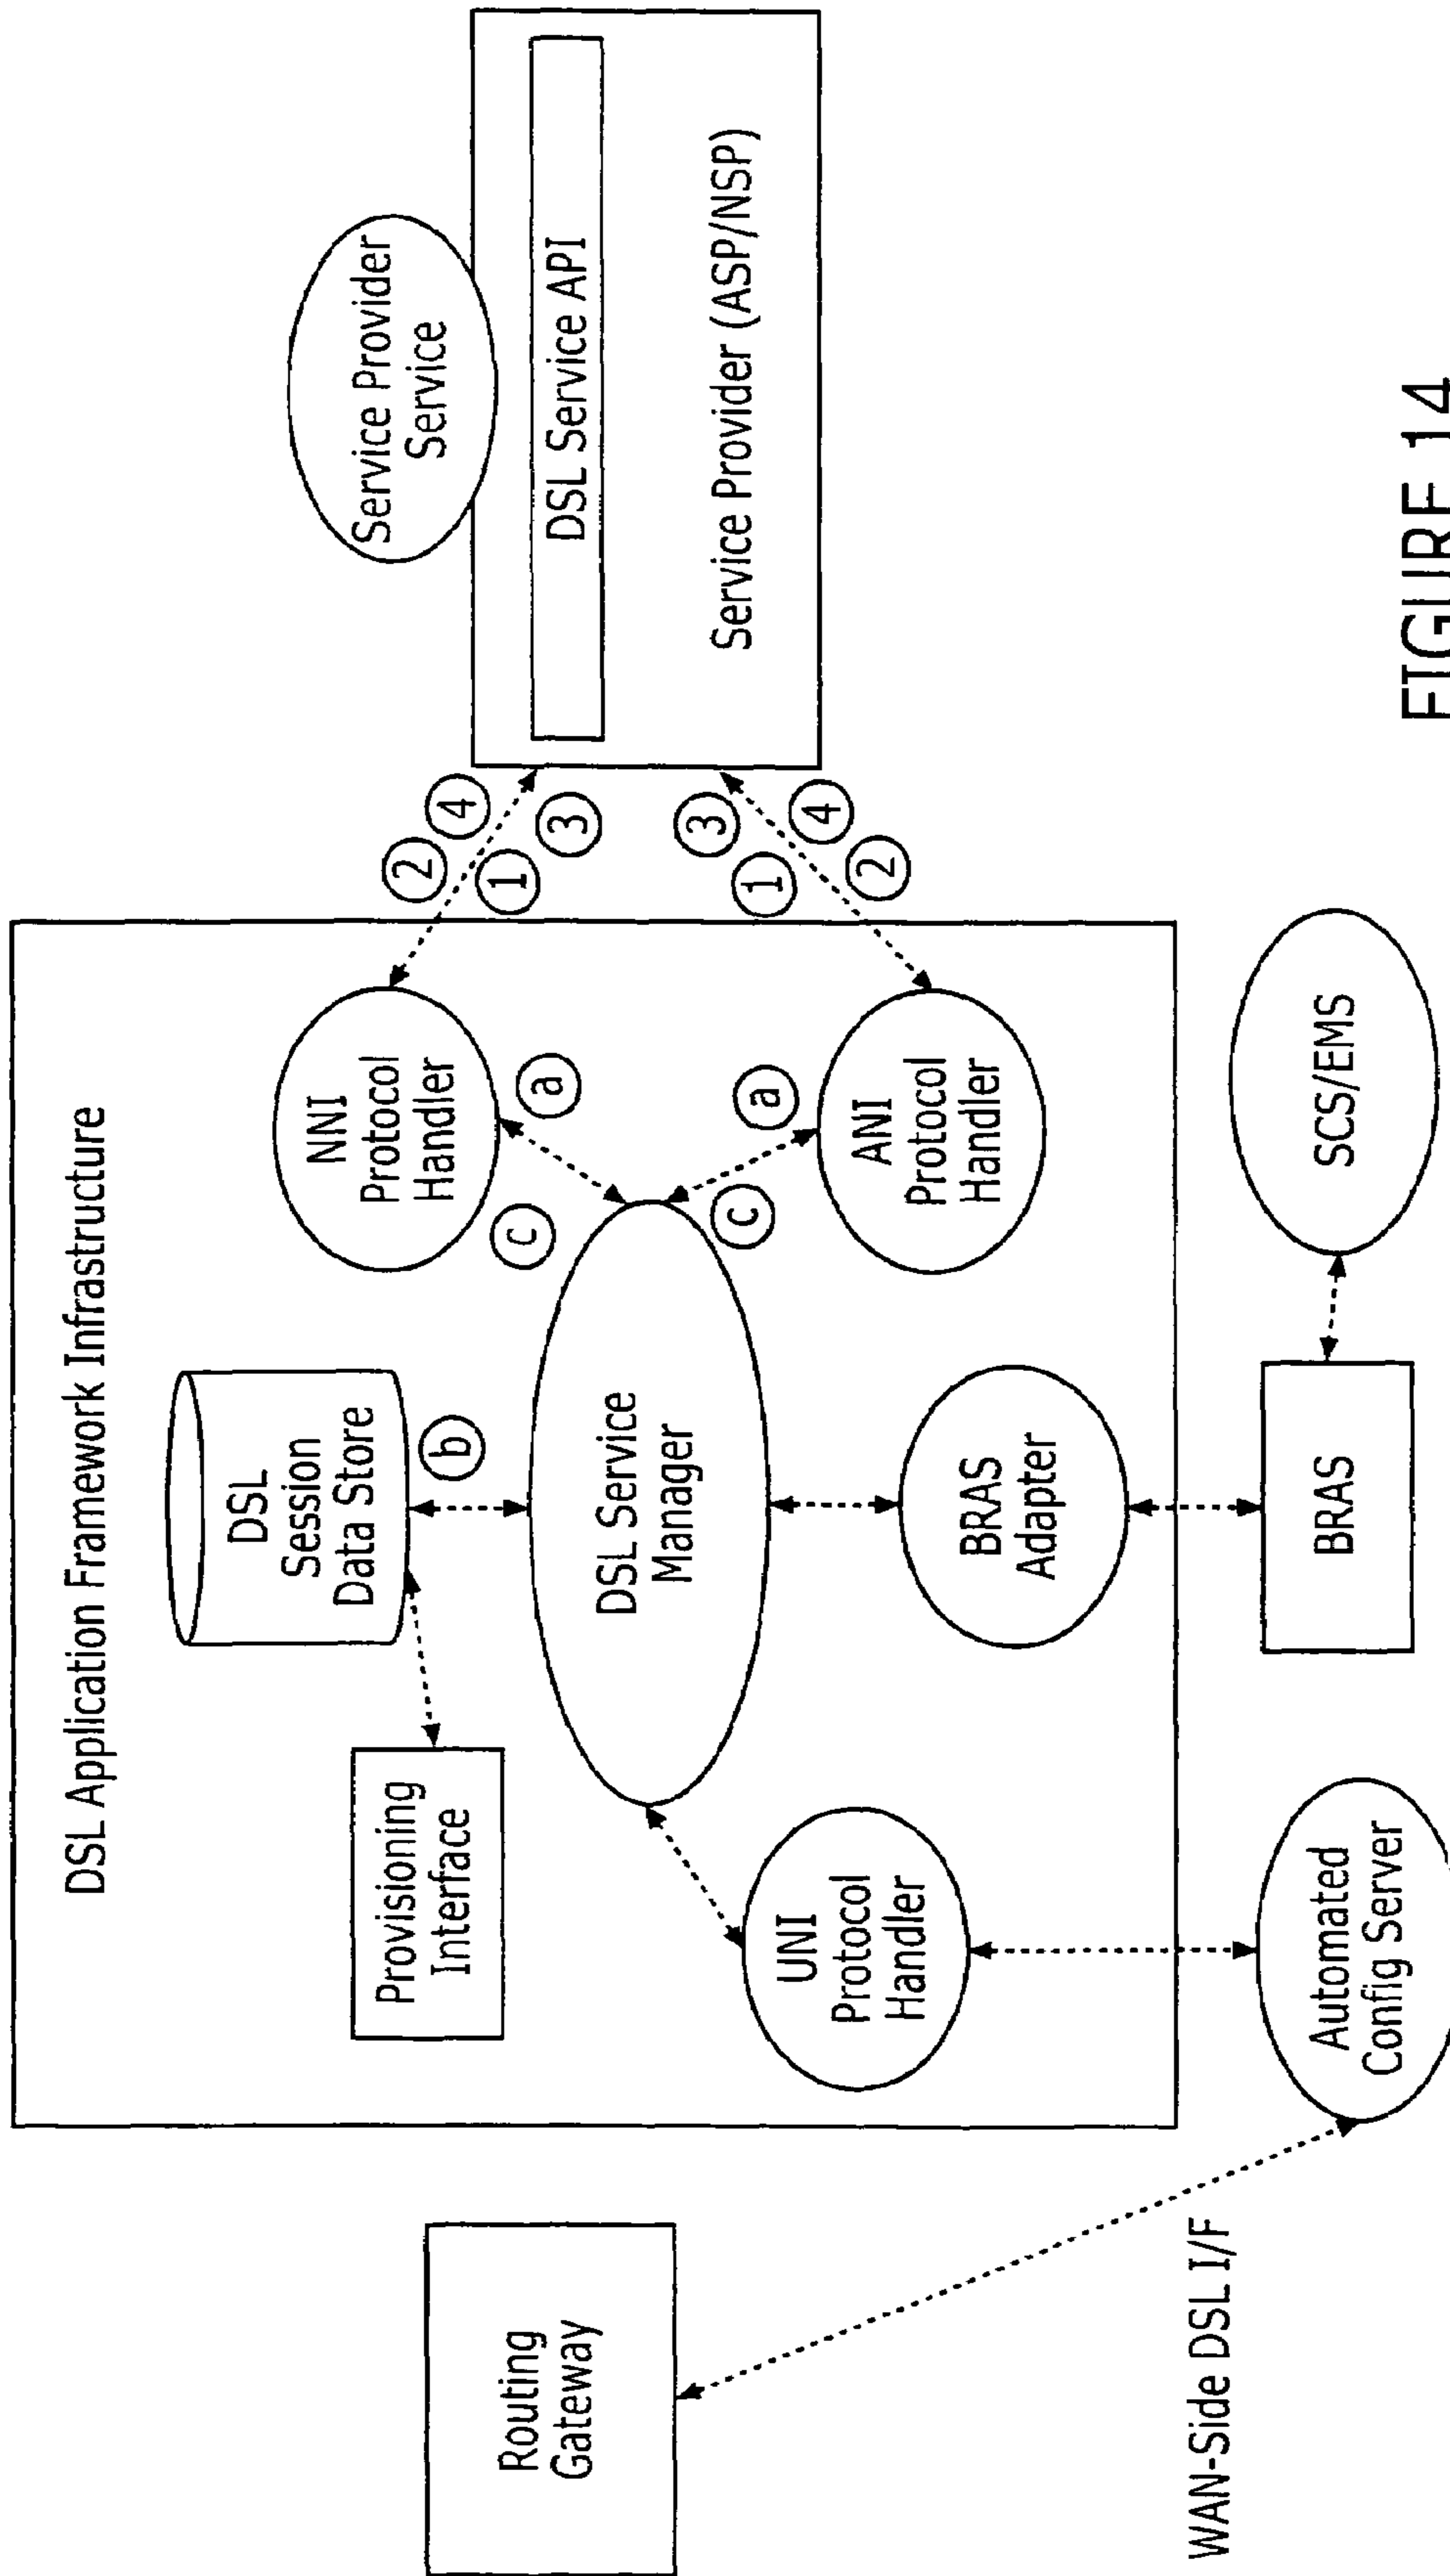 DSL Application Framework Infrastructure
Routing
Gateway
WAN-Side DSL I/F
Provisioning
Interface
DSL
Session
Data Store
b
DSL Service
Manager
UNI
Protocol
Handler
BRAS
Adapter
NNI
Protocol
Handler
c
a
c
a
ANI
Protocol
Handler
Automated
Config Server
BRAS
SCS/EMS
2
4
1
3
3
1
4
2
Service Provider
Service
DSL Service API
Service Provider (ASP/NSP)
FIGURE 14